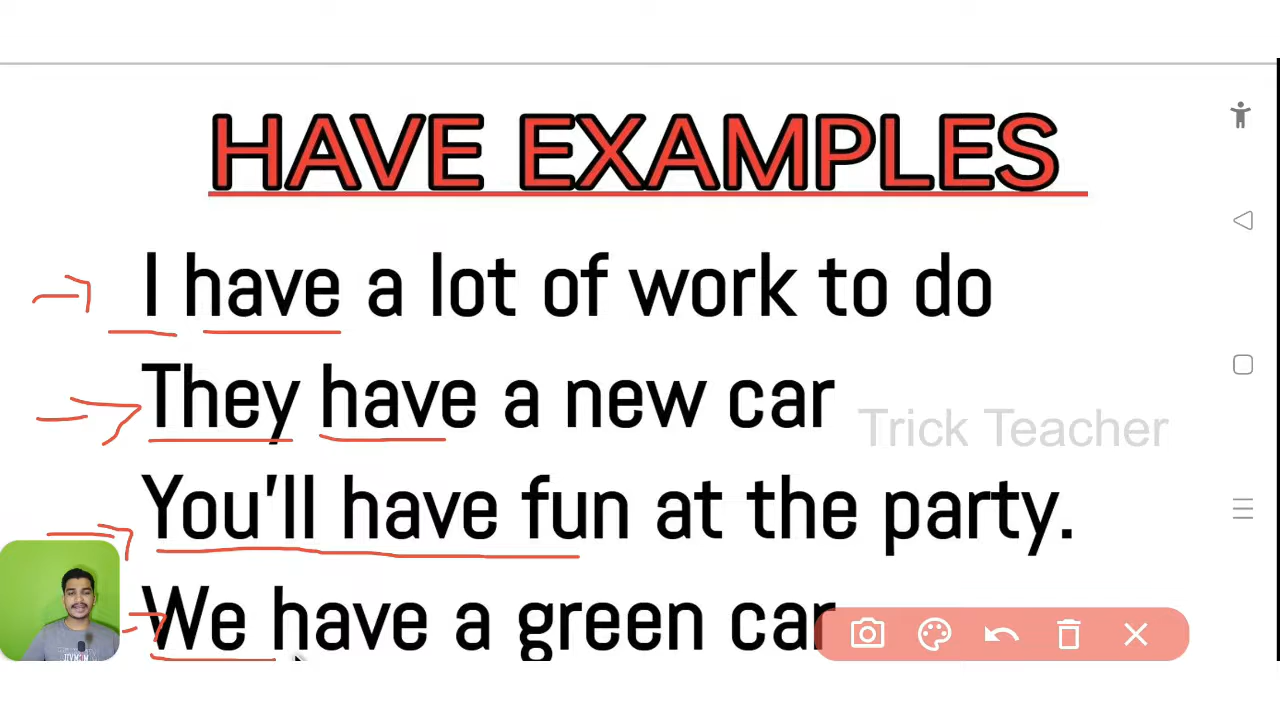 HAVE EXAMPLES
I have a lot of work to do
They have a new car
Trick Teacher
You'll have fun at the party.
We have a green car